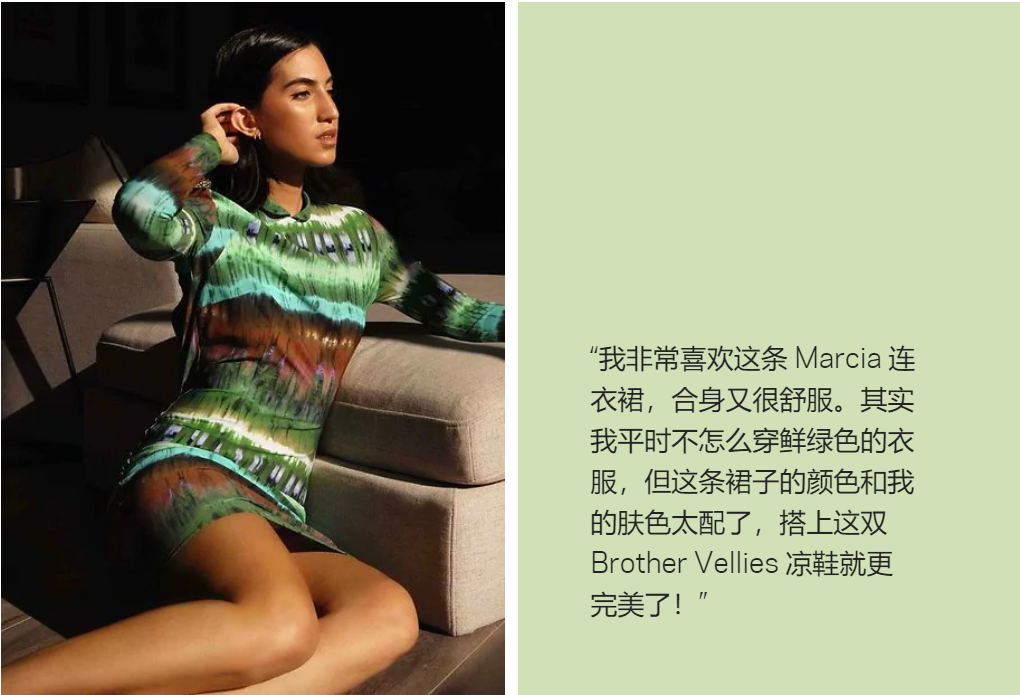 “我非常喜欢这条 Marcia 连
衣裙，合身又很舒服。其实
我平时不怎么穿鲜绿色的衣
服，但这条裙子的颜色和我
的肤色太配了，搭上这双
Brother Vellies 凉鞋就更
完美了！”